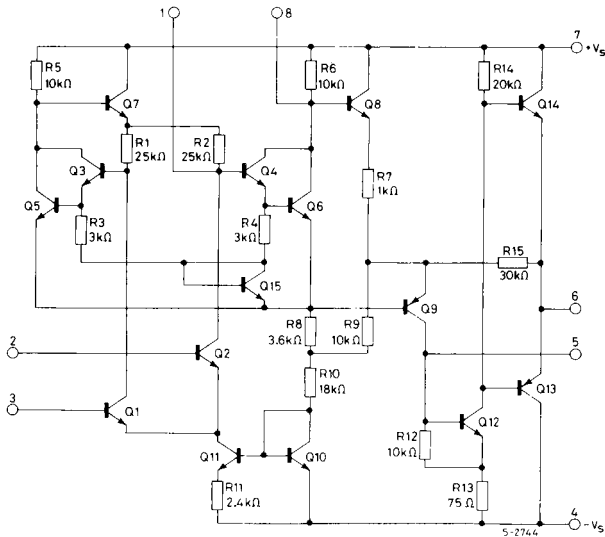 1
8
7
+Vs
R5
10kΩ
R6
10kΩ
R14
20kΩ
Q7
Q8
Q14
R1
25kΩ
R2
25kΩ
Q3
Q4
R7
1kΩ
Q5
Q6
R3
3kΩ
R4
3kΩ
R15
30kΩ
Q15
Q9
6
R8
3.6kΩ
R9
10kΩ
5
2
Q2
R10
18kΩ
Q13
3
Q1
Q12
R12
10kΩ
Q11
Q10
R11
2.4kΩ
R13
75Ω
4
-Vs
5-2744